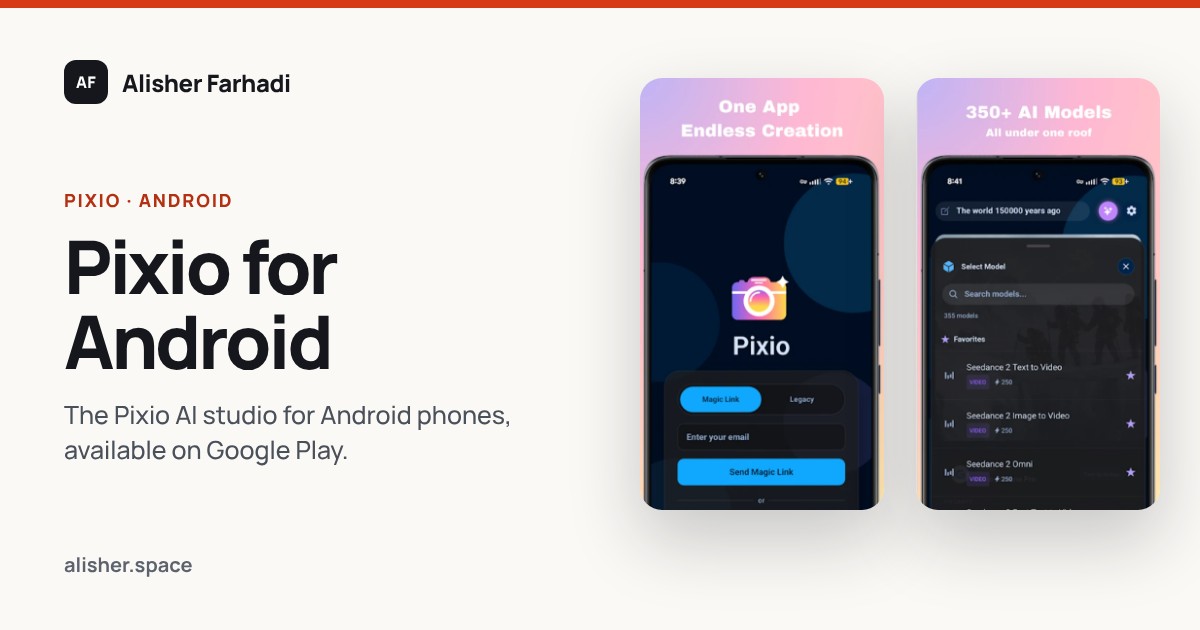 AF
Alisher Farhadi
PIXIO · ANDROID
Pixio for
Android
The Pixio AI studio for Android phones,
available on Google Play.
alisher.space
One App
Endless Creation
8:39
94+
Pixio
Magic Link
Legacy
Enter your email
Send Magic Link
or
350+ AI Models
All under one roof
8:41
93+
The world 150000 years ago
Select Model
Search models...
355 models
Favorites
Seedance 2 Text to Video
VIDEO
250
Seedance 2 Image to Video
VIDEO
250
Seedance 2 Omni
VIDEO
250